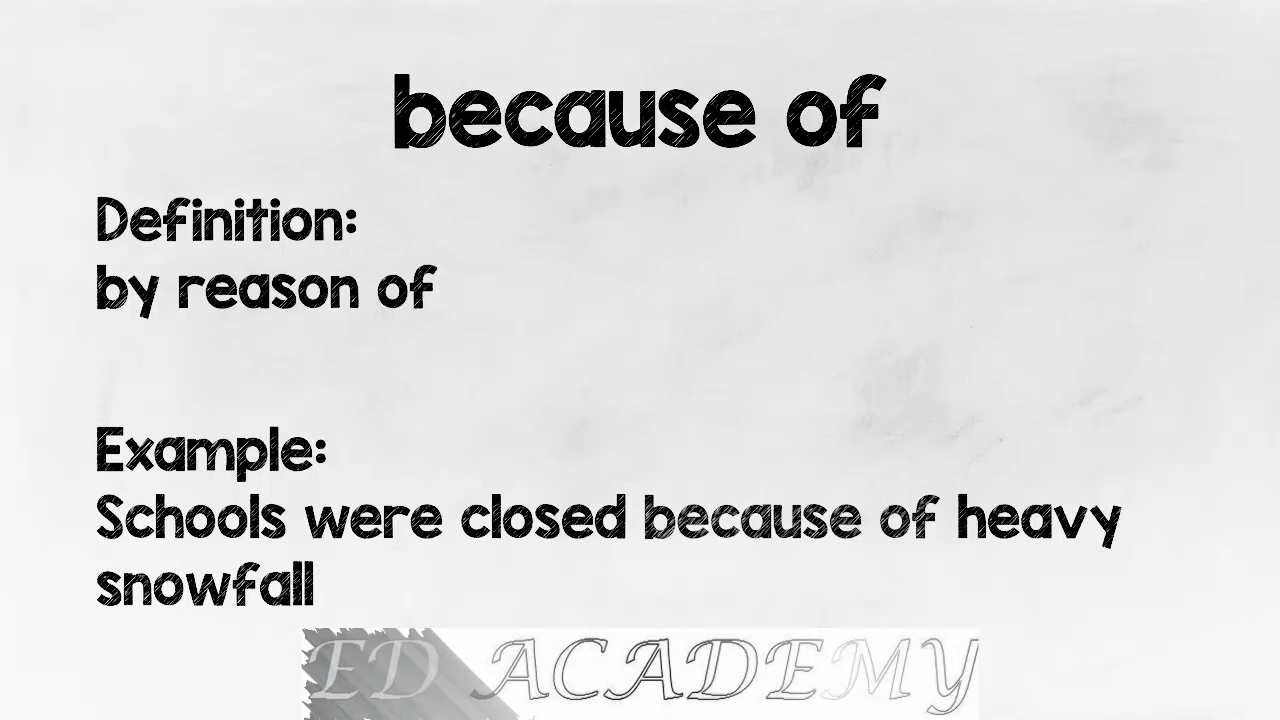 because of
Definition:
by reason of
Example:
Schools were closed because of heavy
snowfall
ED ACADEMY